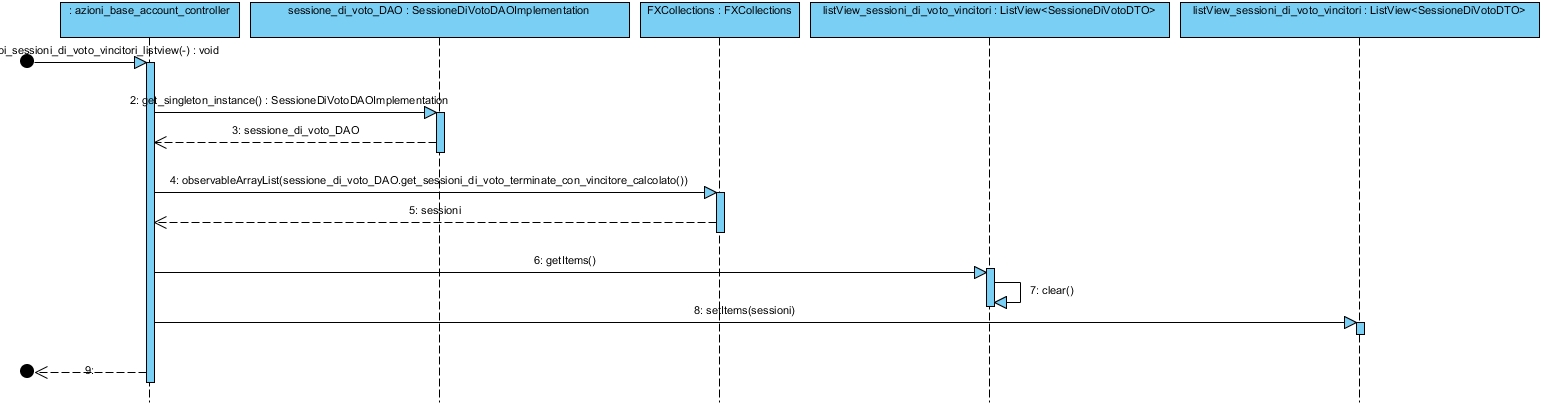 : azioni_base_account_controller
sessione_di_voto_DAO : SessioneDiVotoDAOImplementation
FXCollections : FXCollections
listView_sessioni_di_voto_vincitori : ListView<SessioneDiVotoDTO>
listView_sessioni_di_voto_vincitori : ListView<SessioneDiVotoDTO>
oi_sessioni_di_voto_vincitori_listview(-) : void
2: get_singleton_instance() : SessioneDiVotoDAOImplementation
3: sessione_di_voto_DAO
4: observableArrayList(sessione_di_voto_DAO.get_sessioni_di_voto_terminate_con_vincitore_calcolato())
5: sessioni
6: getItems()
7: clear()
8: setItems(sessioni)
9: